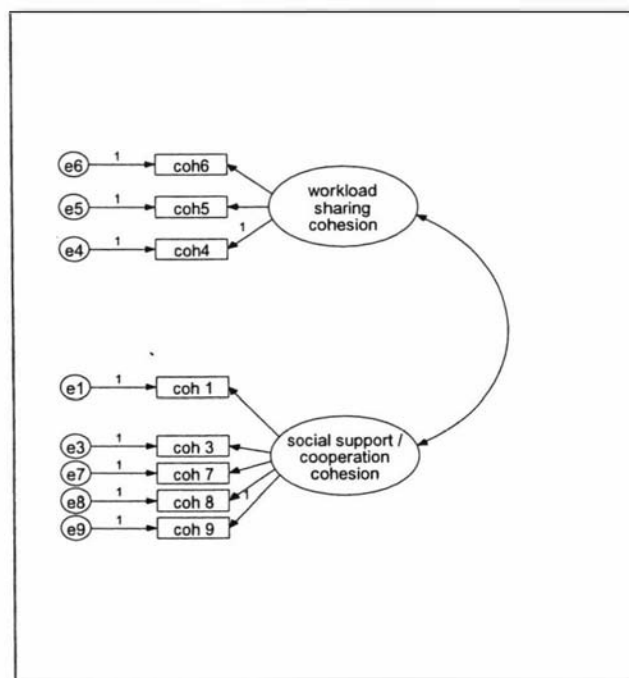 e6 1 coh6
e5 1 coh5
e4 1 coh4
1
workload
sharing
cohesion
e1 1 coh 1
e3 1 coh 3
e7 1 coh 7
e8 1 coh 8
e9 1 coh 9
1
social support /
cooperation
cohesion